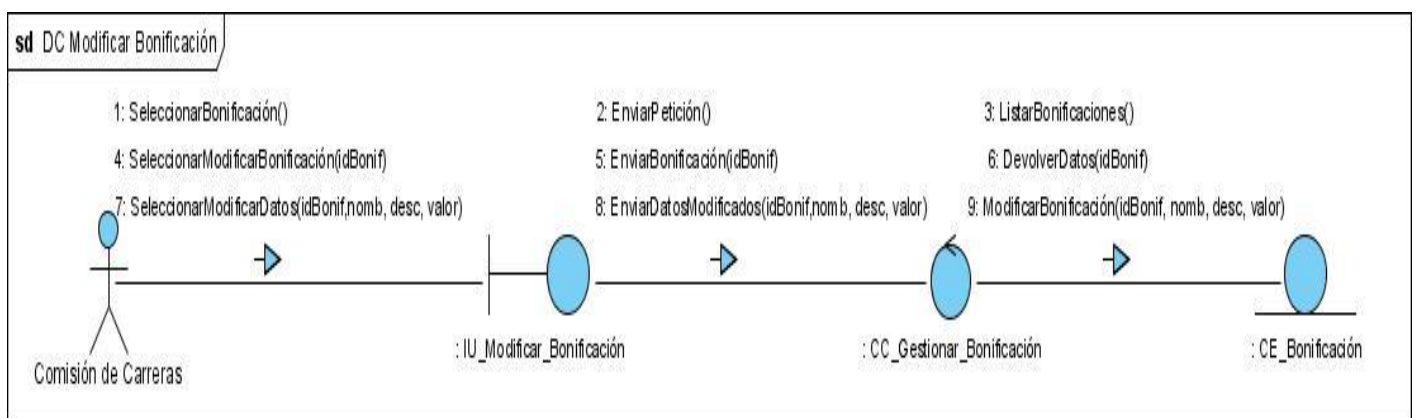 sd DC Modificar Bonificación
1: SeleccionarBonificación()
2: EnviarPetición()
3: ListarBonificaciones()
4: SeleccionarModificarBonificación(idBonif)
5: EnviarBonificación(idBonif)
6: DevolverDatos(idBonif)
7: SeleccionarModificarDatos(idBonif,nomb, desc, valor)
8: EnviarDatosModificados(idBonif,nomb, desc, valor)
9: ModificarBonificación(idBonif, nomb, desc, valor)
: IU_Modificar_Bonificación
: CC_Gestionar_Bonificación
: CE_Bonificación
Comisión de Carreras